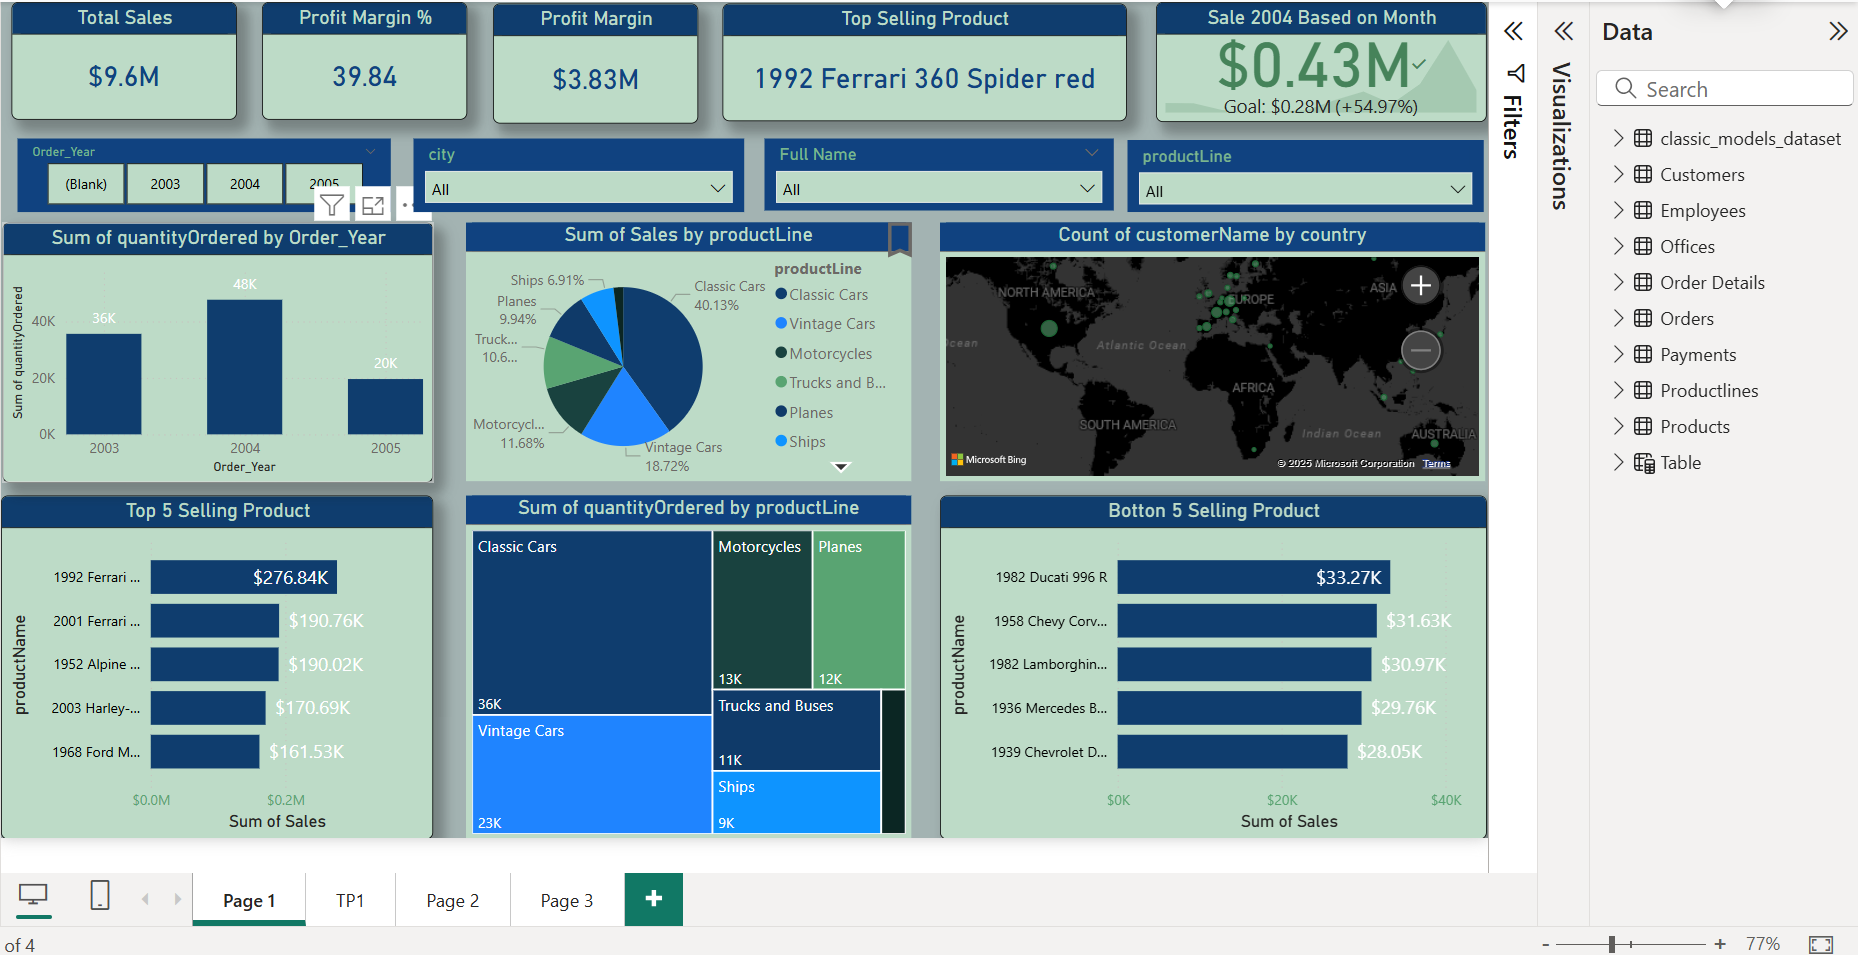 Total Sales
$9.6M
Profit Margin %
39.84
Profit Margin
$3.83M
Top Selling Product
1992 Ferrari 360 Spider red
Sale 2004 Based on Month
$0.43M
Goal: $0.28M (+54.97%)
Order_Year
(Blank)
2003
2004
2005
city
All
Full Name
All
productLine
All
Sum of quantityOrdered by Order_Year
Sum of quantityOrdered
40K
20K
0K
36K
48K
20K
2003
2004
2005
Order_Year
Sum of Sales by productLine
Ships 6.91%
Planes
9.94%
Truck...
10.6...
Motorcycl...
11.68%
Classic Cars
40.13%
Vintage Cars
18.72%
productLine
Classic Cars
Vintage Cars
Motorcycles
Trucks and B...
Planes
Ships
Count of customerName by country
NORTH AMERICA
EUROPE
ASIA
Atlantic Ocean
AFRICA
SOUTH AMERICA
Indian Ocean
AUSTRALIA
Microsoft Bing
© 2025 Microsoft Corporation Terms
Top 5 Selling Product
productName
1992 Ferrari ...
$276.84K
2001 Ferrari ...
$190.76K
1952 Alpine ...
$190.02K
2003 Harley-...
$170.69K
1968 Ford M...
$161.53K
$0.0M
$0.2M
Sum of Sales
Sum of quantityOrdered by productLine
Classic Cars
36K
Vintage Cars
23K
Motorcycles
13K
Planes
12K
Trucks and Buses
11K
Ships
9K
Botton 5 Selling Product
productName
1982 Ducati 996 R
$33.27K
1958 Chevy Corv...
$31.63K
1982 Lamborghin...
$30.97K
1936 Mercedes B...
$29.76K
1939 Chevrolet D...
$28.05K
$0K
$20K
$40K
Sum of Sales
Filters
Visualizations
Data
Search
classic_models_dataset
Customers
Employees
Offices
Order Details
Orders
Payments
Productlines
Products
Table
Page 1
TP1
Page 2
Page 3
of 4
77%